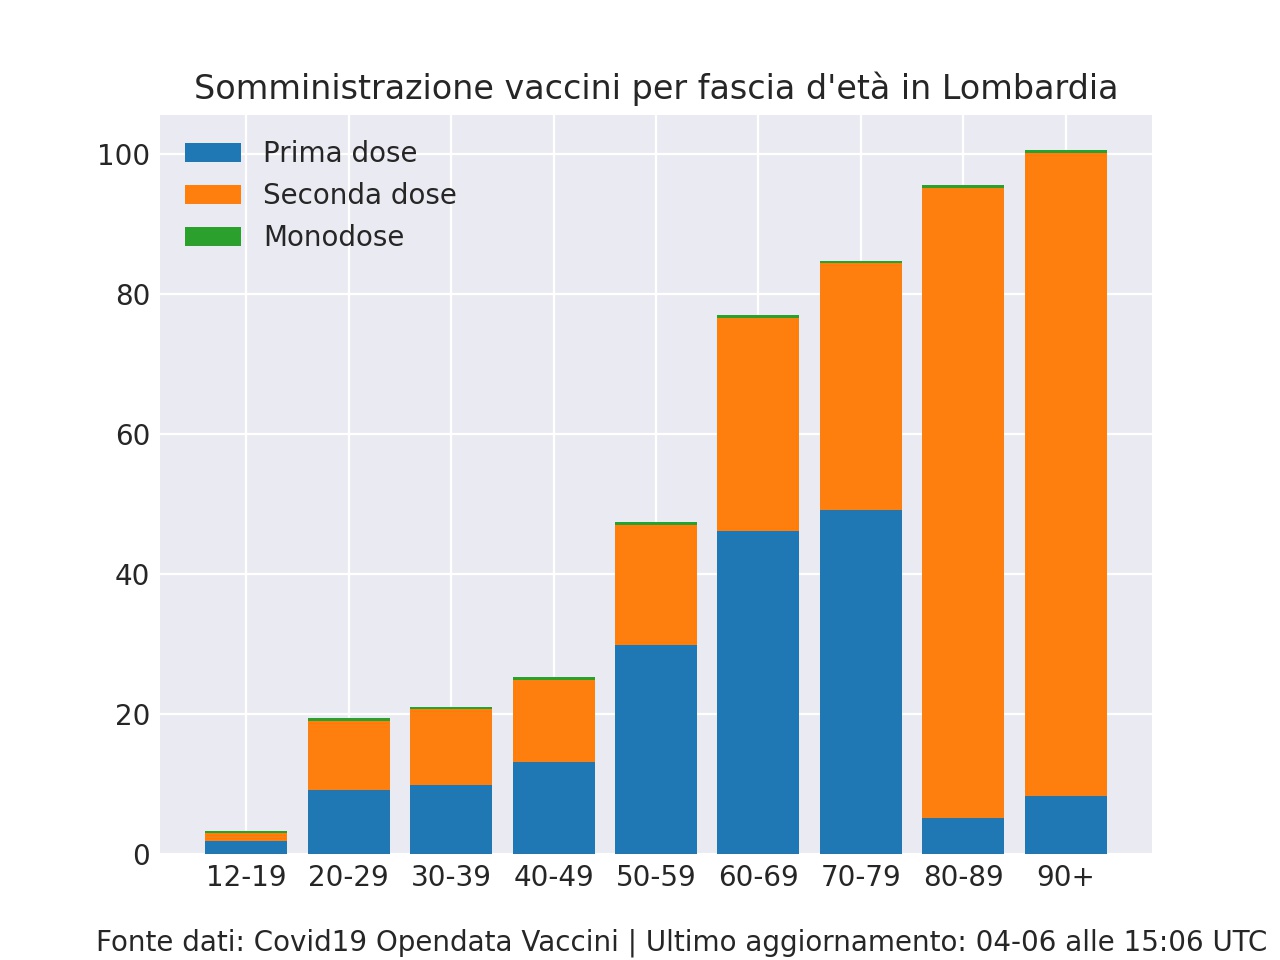 Somministrazione vaccini per fascia d'età in Lombardia
Prima dose
Seconda dose
Monodose
100
80
60
40
20
0
12-19 20-29 30-39 40-49 50-59 60-69 70-79 80-89 90+
Fonte dati: Covid19 Opendata Vaccini | Ultimo aggiornamento: 04-06 alle 15:06 UTC